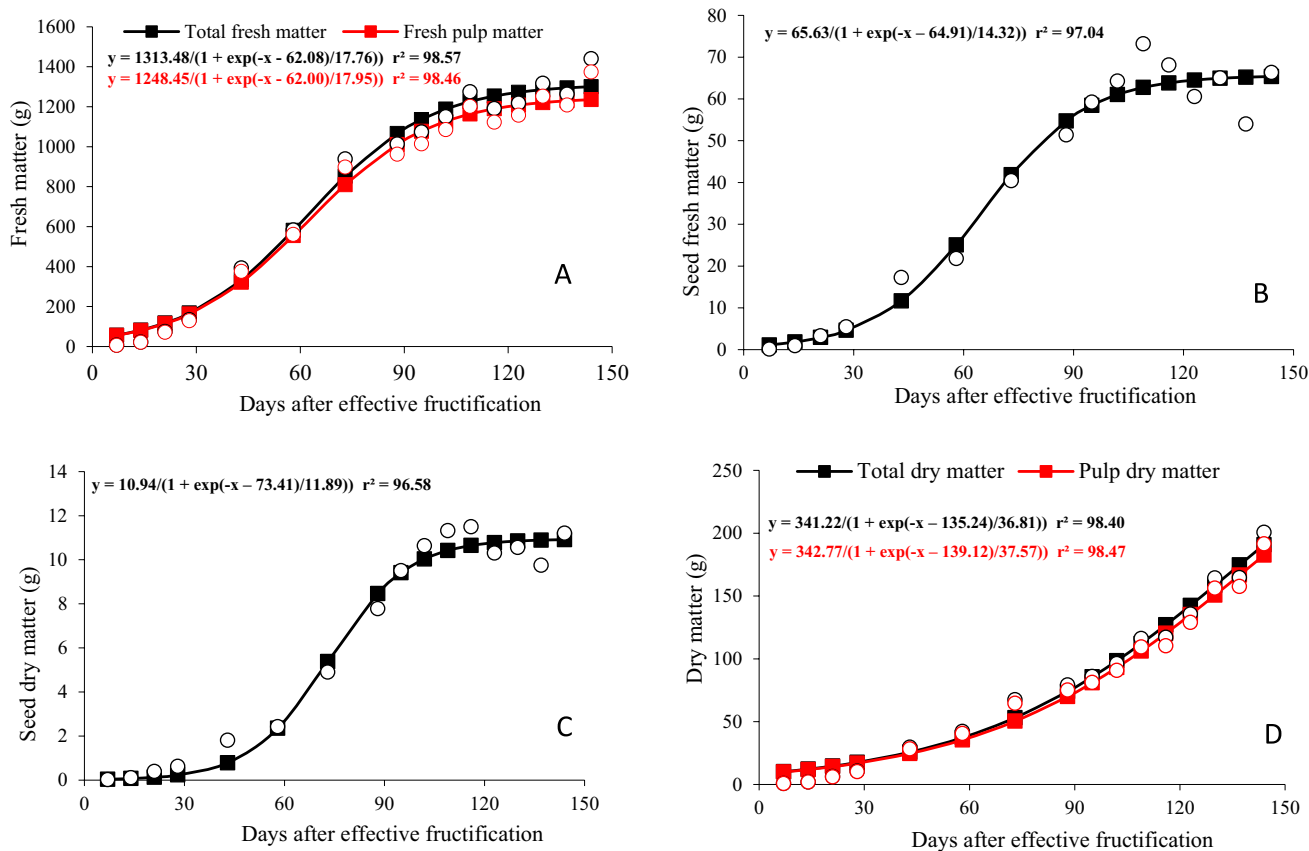 Total fresh matter Fresh pulp matter
y = 1313.48/(1 + exp(-x - 62.08)/17.76)) r² = 98.57
y = 1248.45/(1 + exp(-x - 62.00)/17.95)) r² = 98.46
1600
1400
1200
1000
800
600
400
200
0
Fresh matter (g)
A
0 30 60 90 120 150
Days after effective fructification
y = 65.63/(1 + exp(-x – 64.91)/14.32)) r² = 97.04
80
70
60
50
40
30
20
10
0
Seed fresh matter (g)
B
0 30 60 90 120 150
Days after effective fructification
y = 10.94/(1 + exp(-x – 73.41)/11.89)) r² = 96.58
14
12
10
8
6
4
2
0
Seed dry matter (g)
C
0 30 60 90 120 150
Days after effective fructification
Total dry matter Pulp dry matter
y = 341.22/(1 + exp(-x – 135.24)/36.81)) r² = 98.40
y = 342.77/(1 + exp(-x – 139.12)/37.57)) r² = 98.47
250
200
150
100
50
0
Dry matter (g)
D
0 30 60 90 120 150
Days after effective fructification